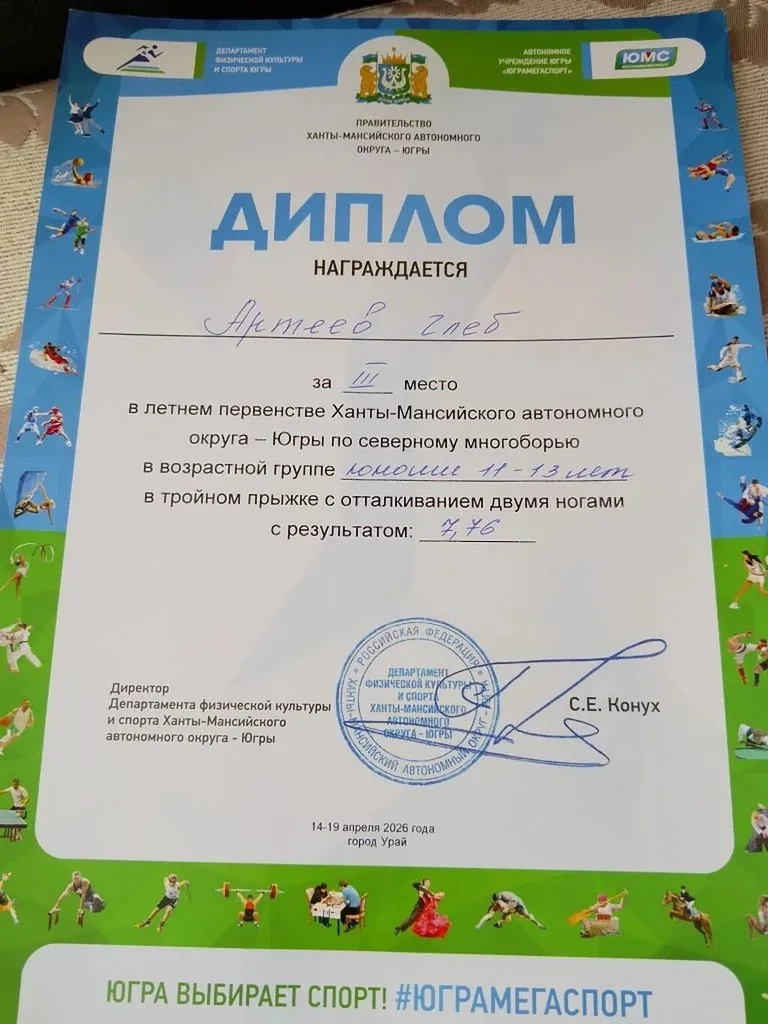 ДЕПАРТАМЕНТ
ФИЗИЧЕСКОЙ КУЛЬТУРЫ
И СПОРТА ЮГРЫ
АВТОНОМНОЕ
УЧРЕЖДЕНИЕ ЮГРЫ
«ЮГРАМЕГАСПОРТ»
ЮМС
ПРАВИТЕЛЬСТВО
ХАНТЫ-МАНСИЙСКОГО АВТОНОМНОГО
ОКРУГА – ЮГРЫ
ДИПЛОМ
НАГРАЖДАЕТСЯ
Артеев Глеб
за III место
в летнем первенстве Ханты-Мансийского автономного
округа – Югры по северному многоборью
в возрастной группе юноши 11-13 лет
в тройном прыжке с отталкиванием двумя ногами
с результатом: 7,76
Директор
Департамента физической культуры
и спорта Ханты-Мансийского
автономного округа - Югры
РОССИЙСКАЯ ФЕДЕРАЦИЯ
ХАНТЫ-МАНСИЙСКИЙ АВТОНОМНЫЙ ОКРУГ - ЮГРА
ДЕПАРТАМЕНТ
ФИЗИЧЕСКОЙ КУЛЬТУРЫ
И СПОРТА
ХАНТЫ-МАНСИЙСКОГО
АВТОНОМНОГО
ОКРУГА - ЮГРЫ
С.Е. Конух
14-19 апреля 2026 года
город Урай
ЮГРА ВЫБИРАЕТ СПОРТ! #ЮГРАМЕГАСПОРТ